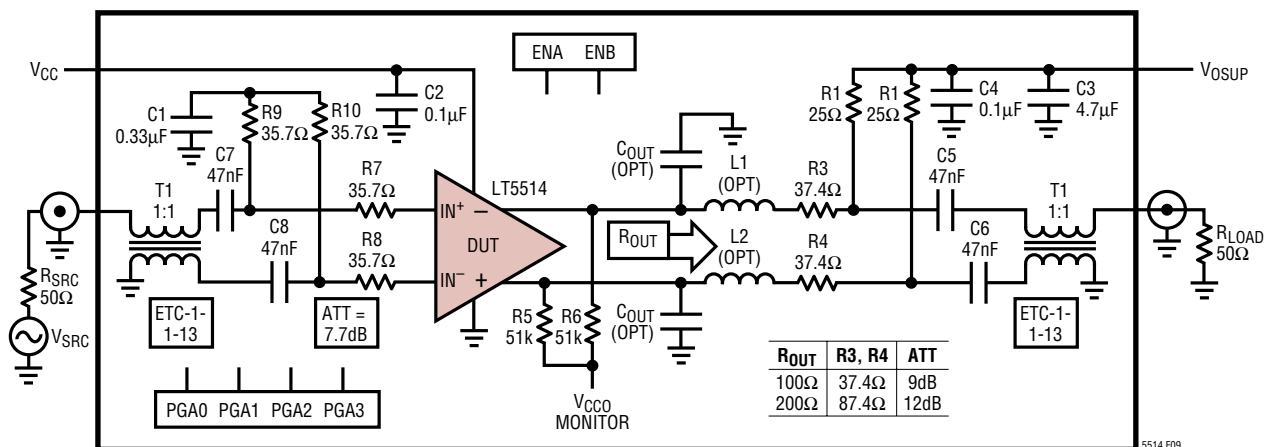 VCC
C1
0.33µF
R9
35.7Ω
R10
35.7Ω
C2
0.1µF
ENA ENB
VOSUP
R1
25Ω
R1
25Ω
C4
0.1µF
C3
4.7µF
C7
47nF
T1
1:1
C8
47nF
R7
35.7Ω
R8
35.7Ω
LT5514
IN+ −
DUT
IN− +
COUT
(OPT)
L1
(OPT)
R3
37.4Ω
C5
47nF
T1
1:1
ROUT
L2
(OPT)
R4
37.4Ω
C6
47nF
RLOAD
50Ω
RSRC
50Ω
VSRC
ETC-1-
1-13
ATT =
7.7dB
R5
51k
R6
51k
COUT
(OPT)
ETC-1-
1-13
PGA0 PGA1 PGA2 PGA3
VCCO
MONITOR
ROUT R3, R4 ATT
100Ω 37.4Ω 9dB
200Ω 87.4Ω 12dB
5514 F09